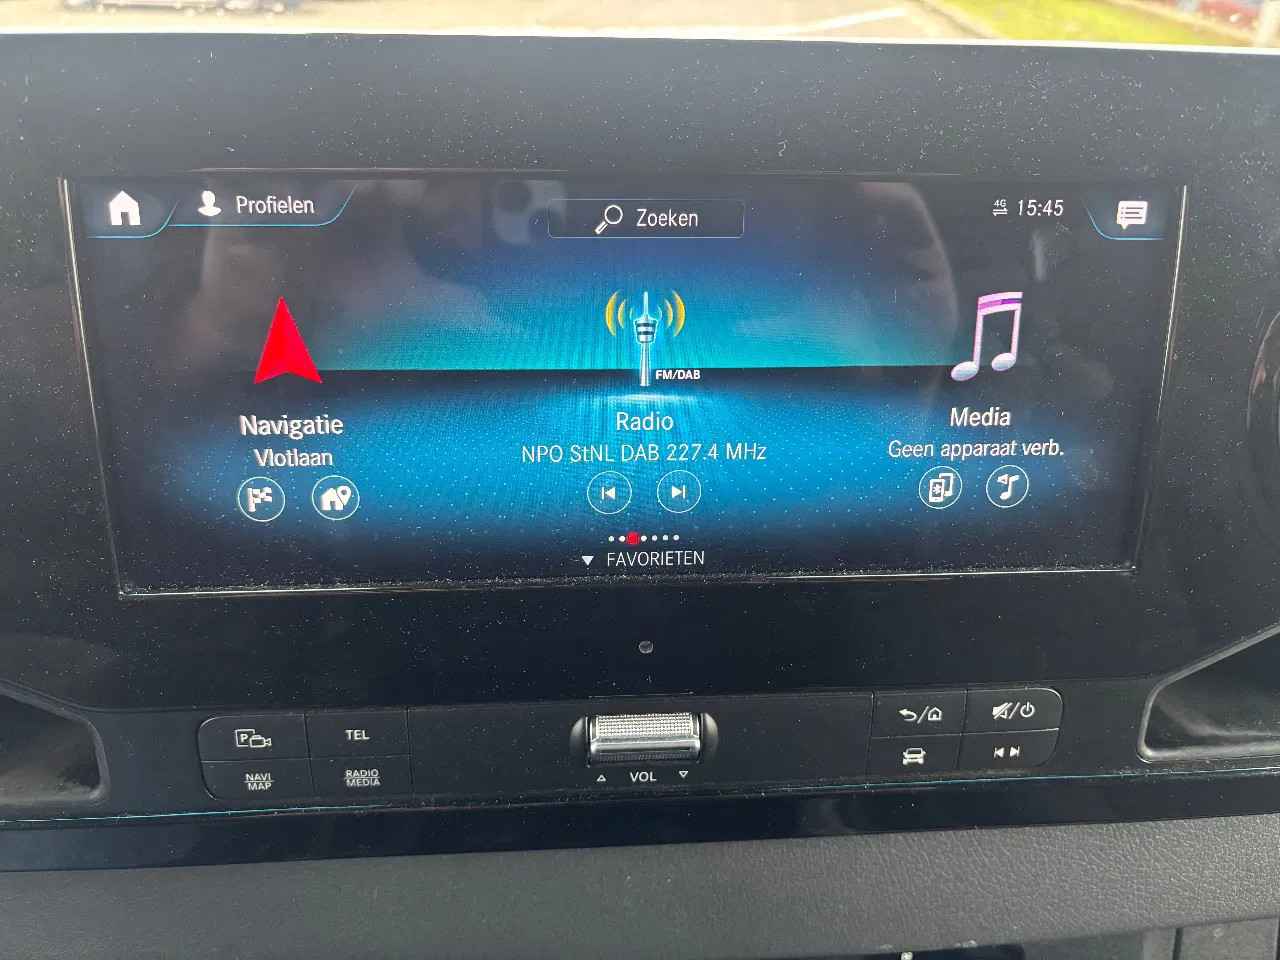 Profielen
Zoeken
4G 15:45
FM/DAB
Navigatie
Vlotlaan
Radio
NPO StNL DAB 227.4 MHz
Media
Geen apparaat verb.
FAVORIETEN
P
TEL
NAVI
MAP
RADIO
MEDIA
VOL